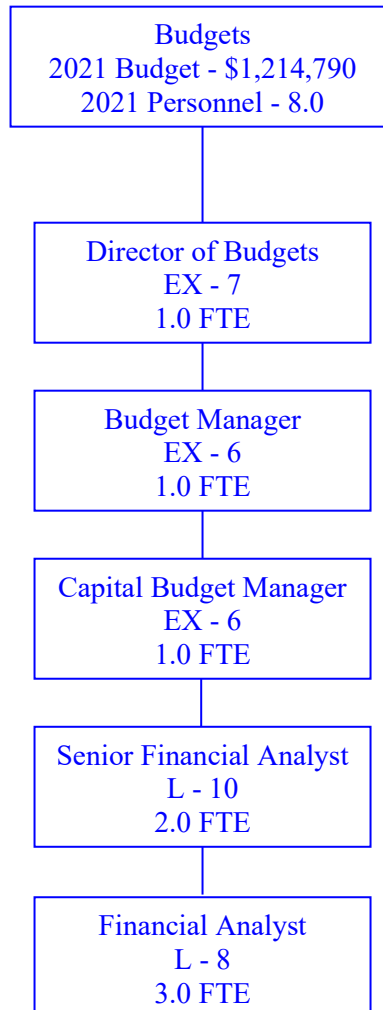 Budgets
2021 Budget - $1,214,790
2021 Personnel - 8.0
Director of Budgets
EX - 7
1.0 FTE
Budget Manager
EX - 6
1.0 FTE
Capital Budget Manager
EX - 6
1.0 FTE
Senior Financial Analyst
L - 10
2.0 FTE
Financial Analyst
L - 8
3.0 FTE